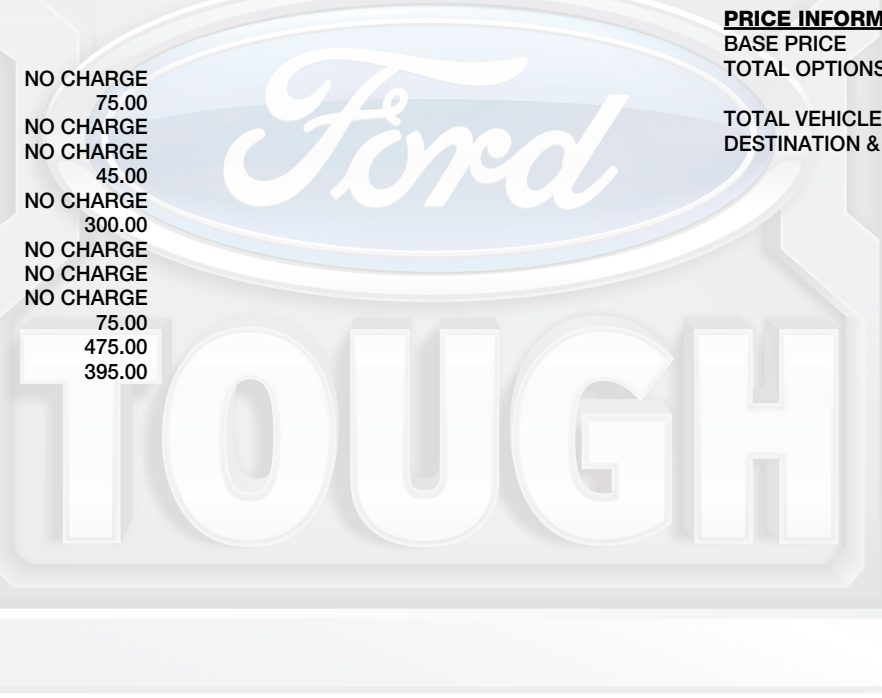 NO CHARGE
75.00
NO CHARGE
NO CHARGE
45.00
NO CHARGE
300.00
NO CHARGE
NO CHARGE
NO CHARGE
75.00
475.00
395.00
PRICE INFORM
BASE PRICE
TOTAL OPTIONS
TOTAL VEHICLE
DESTINATION &
Ford
TOUGH